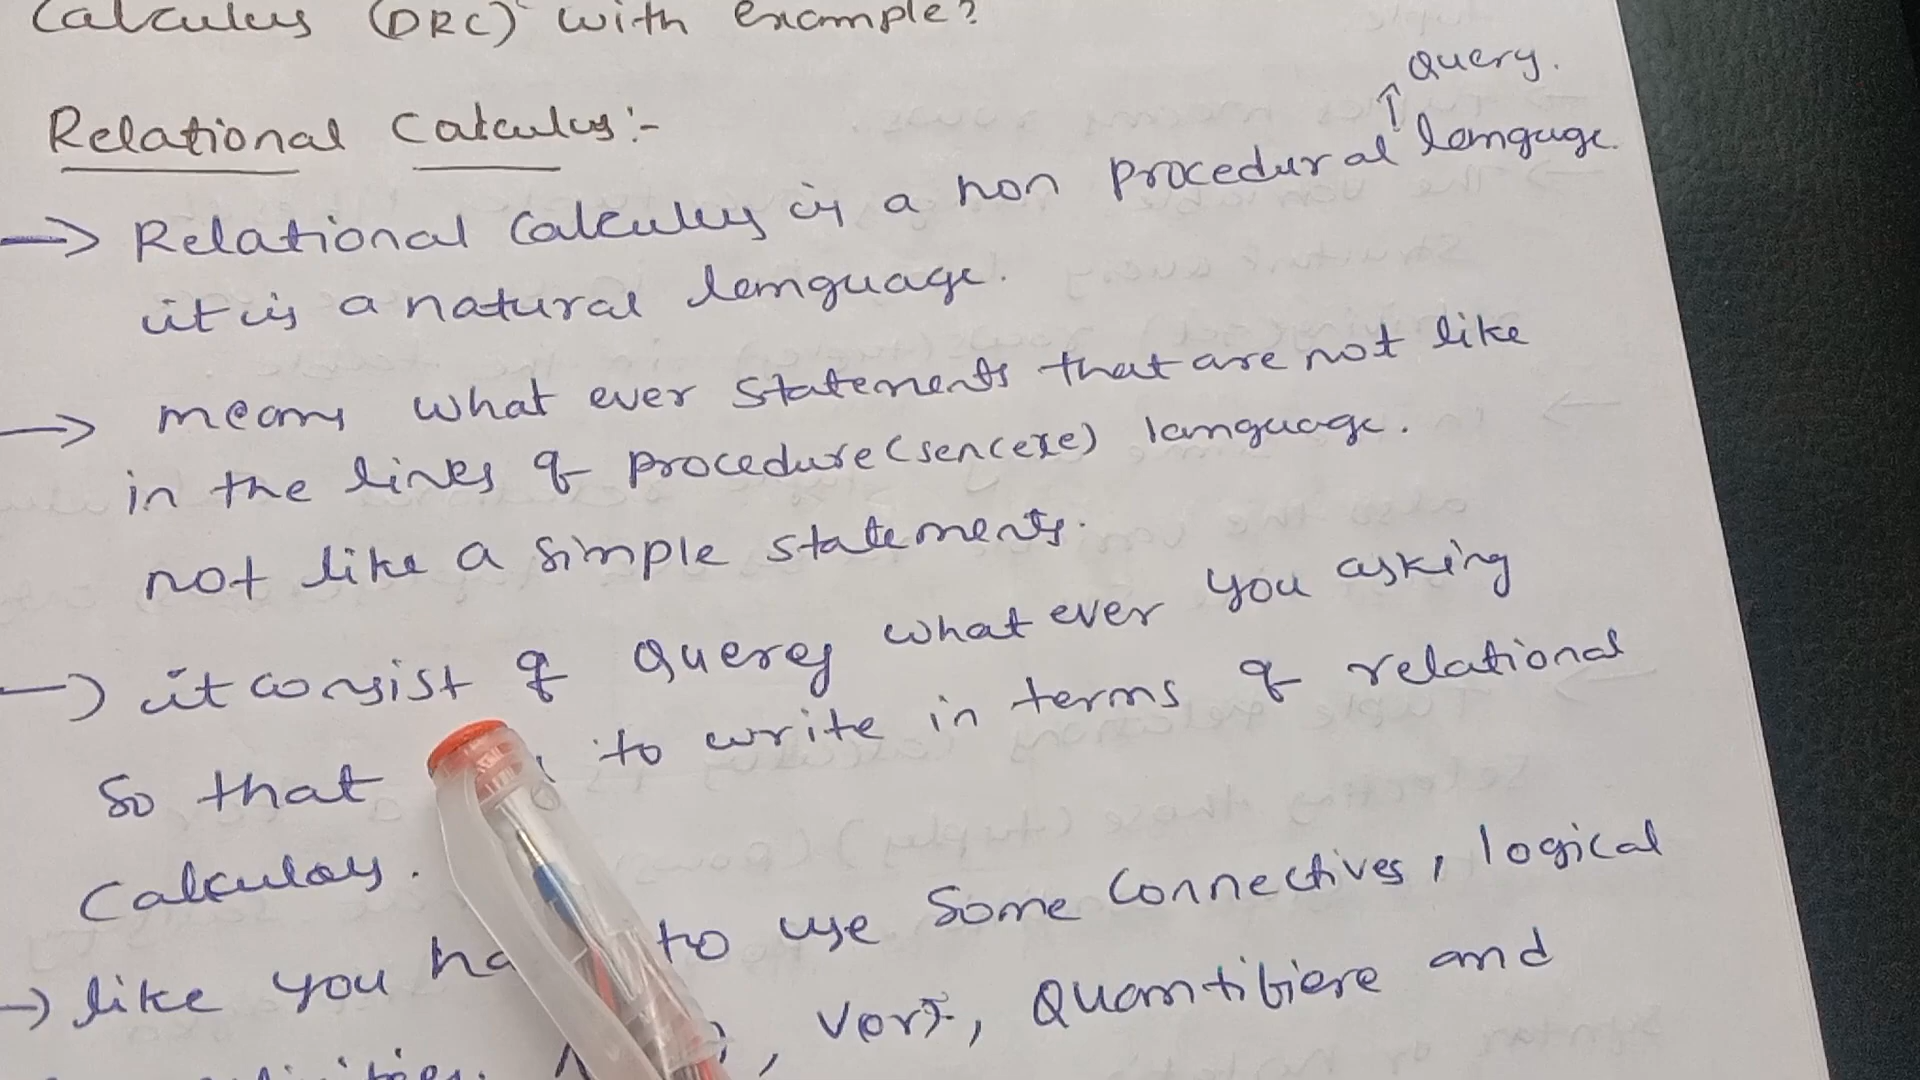 Calculus (DRC) with example?
query.
Relational Calculus:-
→ Relational Calculus is a non procedural ↑ language.
it is a natural language.
→ means what ever statements that are not like
in the lines of procedure (sencere) language.
not like a simple statements.
→ it consist of Query what ever you asking
So that to write in terms of relational
Calculas.
→ like you ha to use some Connectives, logical
Quantifiere and